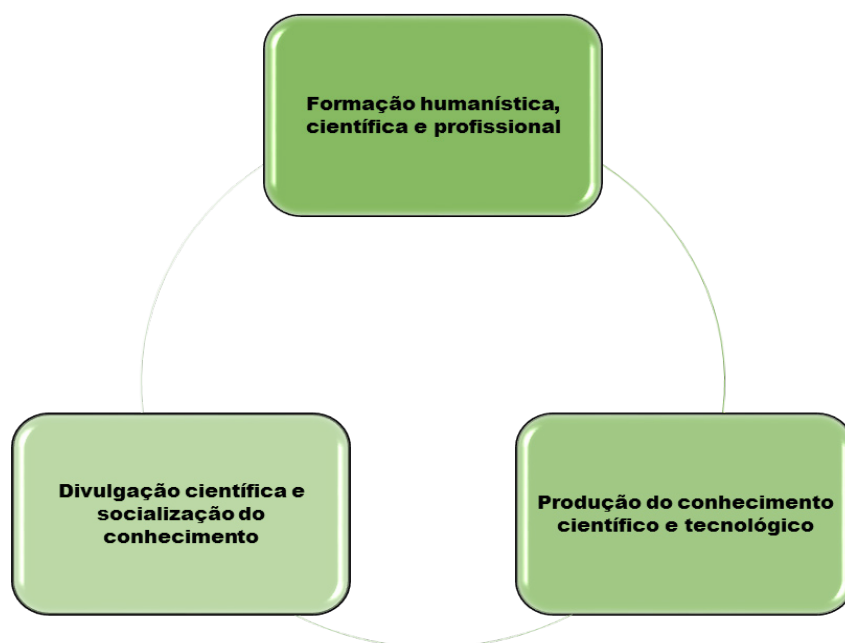 Formação humanística,
científica e profissional
Divulgação científica e
socialização do
conhecimento
Produção do conhecimento
científico e tecnológico